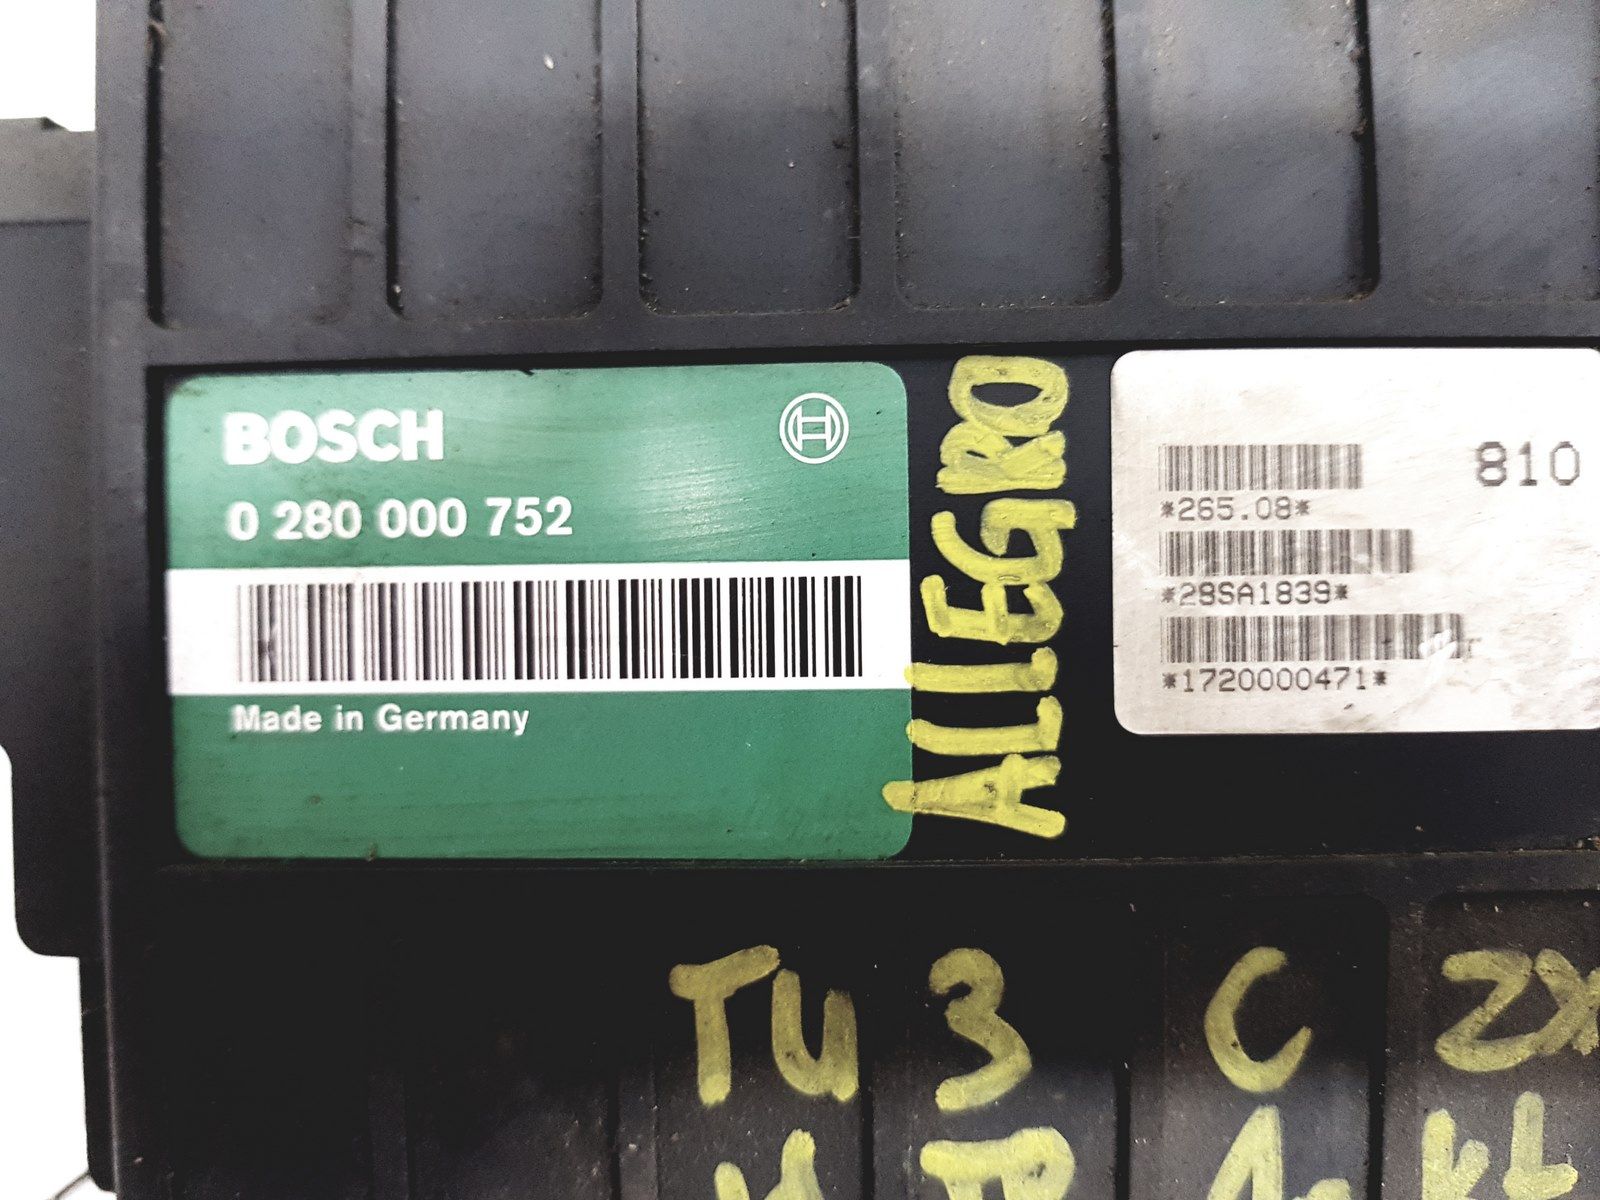 BOSCH
0 280 000 752
Made in Germany
ALLEGRO
810
*265.08*
*28SA1839*
*1720000471*
TU 3 C ZX